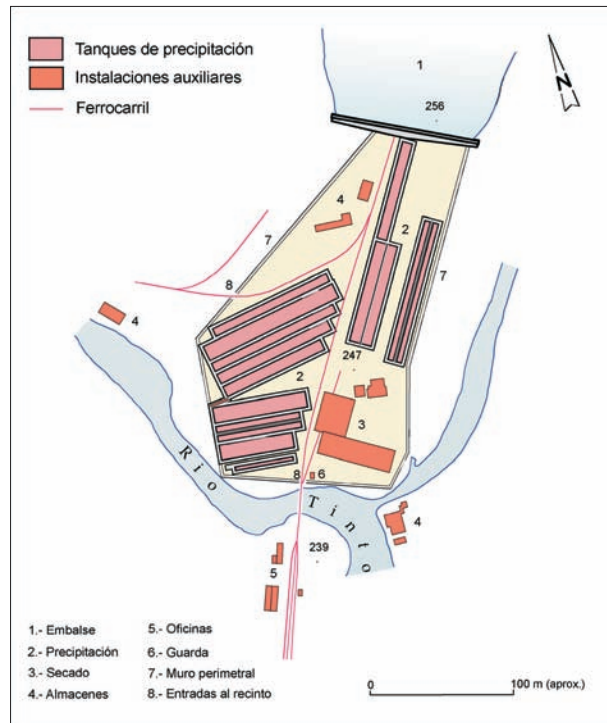 Tanques de precipitación
Instalaciones auxiliares
Ferrocarril
N
1
256
4
2
7
7
8
4
247
2
3
8
6
Río Tinto
4
239
5
1.- Embalse
2.- Precipitación
3.- Secado
4.- Almacenes
5.- Oficinas
6.- Guarda
7.- Muro perimetral
8.- Entradas al recinto
0
100 m (aprox.)